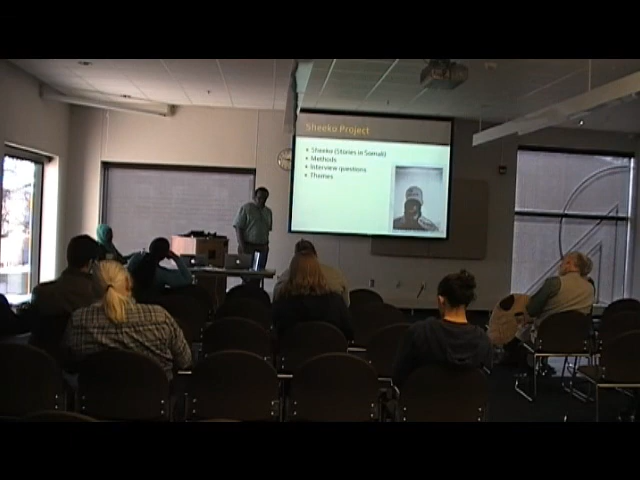 Sheeko Project
Sheeko (Stories in Somali)
Methods
Interview questions
Themes